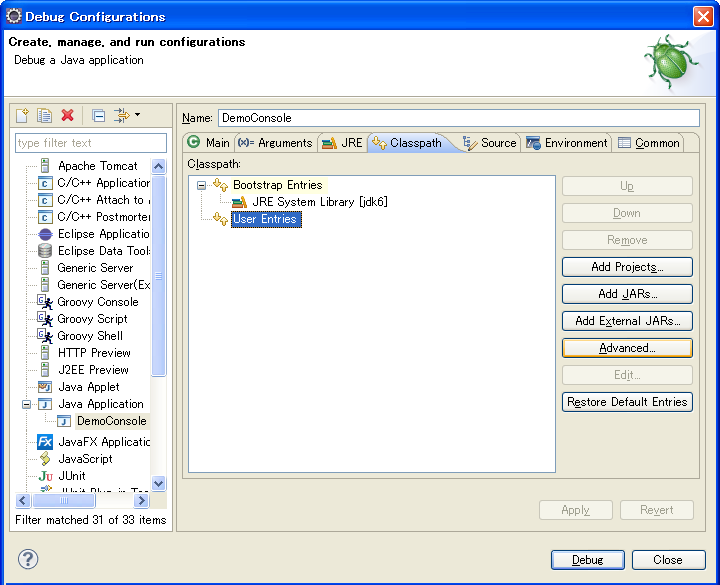 Debug Configurations
Create, manage, and run configurations
Debug a Java application
type filter text
Apache Tomcat
C/C++ Application
C/C++ Attach to
C/C++ Postmorter
Eclipse Applicatio
Eclipse Data Tool
Generic Server
Generic Server(Ex
Groovy Console
Groovy Script
Groovy Shell
HTTP Preview
J2EE Preview
Java Applet
Java Application
DemoConsole
JavaFX Applicatio
JavaScript
JUnit
Filter matched 31 of 33 items
Name: DemoConsole
Main (x)= Arguments JRE Classpath Source Environment Common
Classpath:
Bootstrap Entries
JRE System Library [jdk6]
User Entries
Up
Down
Remove
Add Projects...
Add JARs...
Add External JARs...
Advanced...
Edit...
Restore Default Entries
Apply Revert
Debug Close